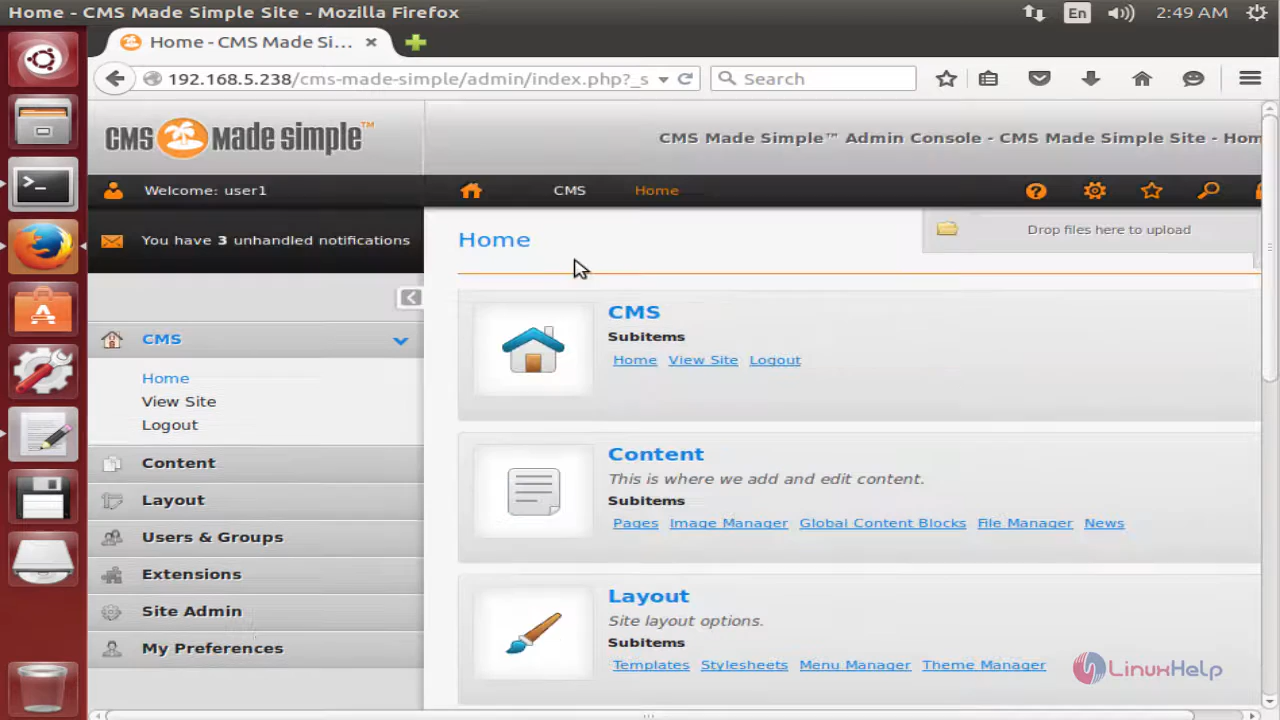 Home - CMS Made Simple Site - Mozilla Firefox
En
2:49 AM
Home - CMS Made Si...
192.168.5.238/cms-made-simple/admin/index.php?_s
Search
CMS made simple™
CMS Made Simple™ Admin Console - CMS Made Simple Site - Hom
Welcome: user1
CMS
Home
You have 3 unhandled notifications
Home
Drop files here to upload
CMS
Home
View Site
Logout
Content
Layout
Users & Groups
Extensions
Site Admin
My Preferences
CMS
Subitems
Home View Site Logout
Content
This is where we add and edit content.
Subitems
Pages Image Manager Global Content Blocks File Manager News
Layout
Site layout options.
Subitems
Templates Stylesheets Menu Manager Theme Manager
LinuxHelp